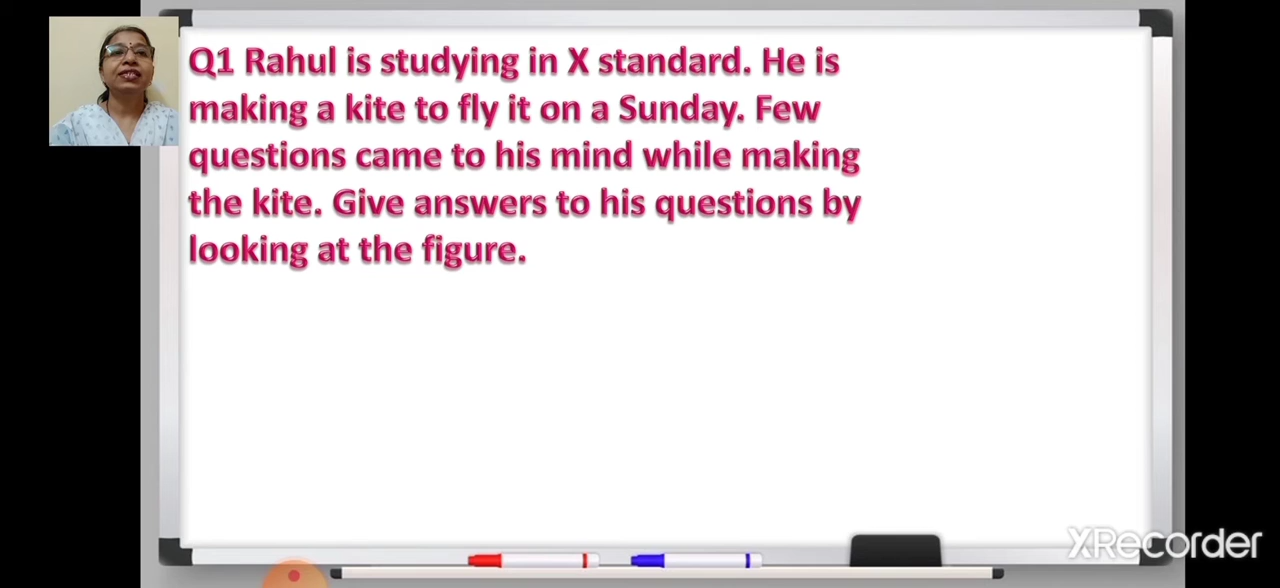 Q1 Rahul is studying in X standard. He is
making a kite to fly it on a Sunday. Few
questions came to his mind while making
the kite. Give answers to his questions by
looking at the figure.
XRecorder